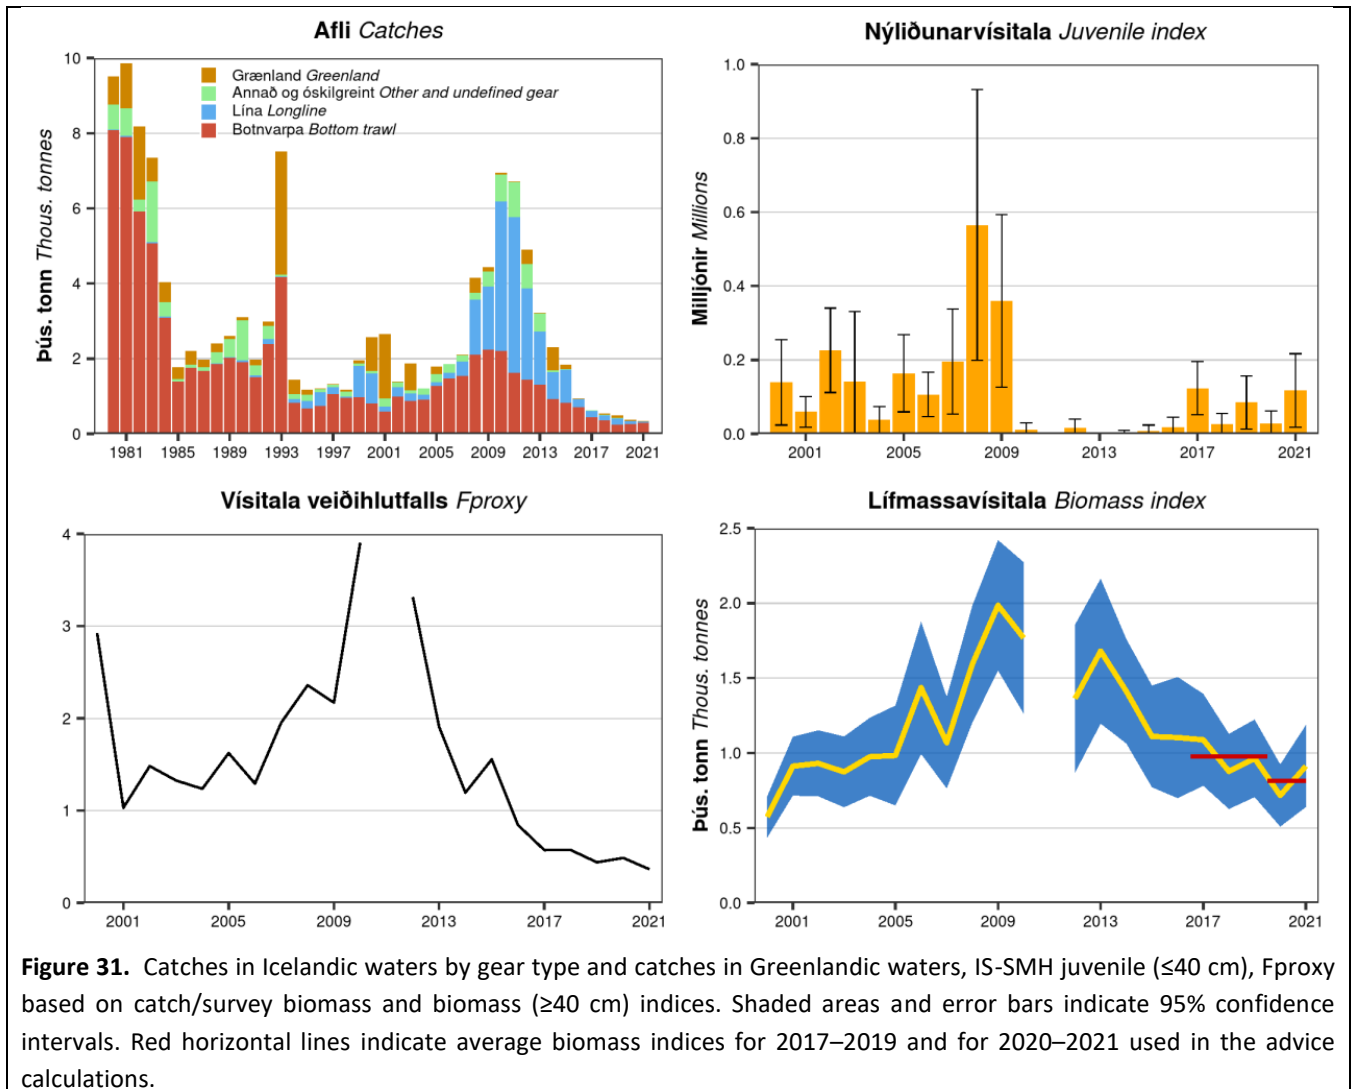 Afli Catches
Þús. tonn Thous. tonnes
10
8
6
4
2
0
Grænland Greenland
Annað og óskilgreint Other and undefined gear
Lína Longline
Botnvarpa Bottom trawl
1981 1985 1989 1993 1997 2001 2005 2009 2013 2017 2021
Nýliðunarvísitala Juvenile index
Milljónir Millions
1.0
0.8
0.6
0.4
0.2
0.0
2001 2005 2009 2013 2017 2021
Vísitala veiðihlutfalls Fproxy
4
3
2
1
0
2001 2005 2009 2013 2017 2021
Lífmassavísitala Biomass index
Þús. tonn Thous. tonnes
2.5
2.0
1.5
1.0
0.5
0.0
2001 2005 2009 2013 2017 2021
Figure 31. Catches in Icelandic waters by gear type and catches in Greenlandic waters, IS-SMH juvenile (≤40 cm), Fproxy
based on catch/survey biomass and biomass (≥40 cm) indices. Shaded areas and error bars indicate 95% confidence
intervals. Red horizontal lines indicate average biomass indices for 2017–2019 and for 2020–2021 used in the advice
calculations.